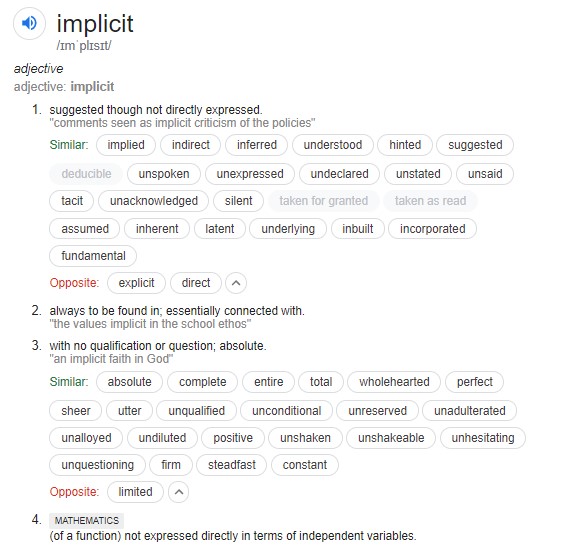 implicit
/ɪmˈplɪsɪt/
adjective
adjective: implicit
1. suggested though not directly expressed.
"comments seen as implicit criticism of the policies"
Similar: implied indirect inferred understood hinted suggested
deducible unspoken unexpressed undeclared unstated unsaid
tacit unacknowledged silent taken for granted taken as read
assumed inherent latent underlying inbuilt incorporated
fundamental
Opposite: explicit direct
2. always to be found in; essentially connected with.
"the values implicit in the school ethos"
3. with no qualification or question; absolute.
"an implicit faith in God"
Similar: absolute complete entire total wholehearted perfect
sheer utter unqualified unconditional unreserved unadulterated
unalloyed undiluted positive unshaken unshakeable unhesitating
unquestioning firm steadfast constant
Opposite: limited
4. MATHEMATICS
(of a function) not expressed directly in terms of independent variables.